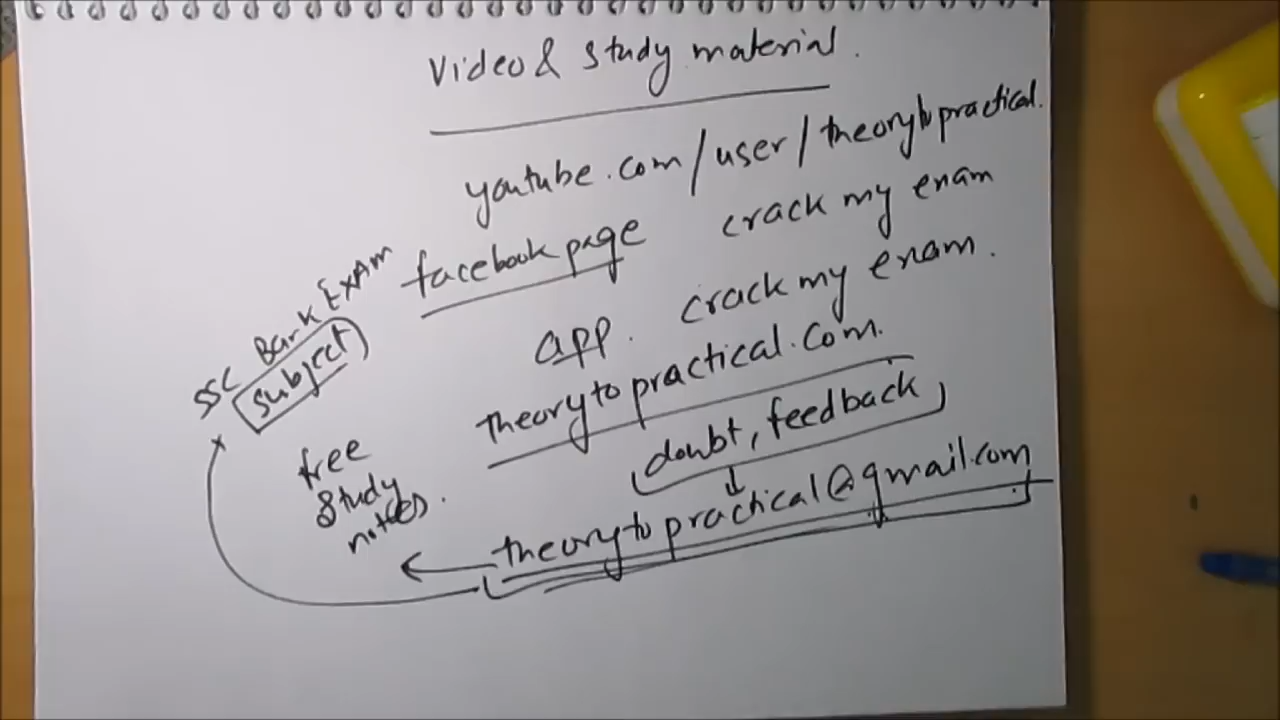 Video & study material.
youtube.com/user/theorytopractical.
facebook page crack my exam
app. crack my exam.
theorytopractical.com.
doubt, feedback
theorytopractical@gmail.com
SSC Bank EXAM
subject
free
study
notes.